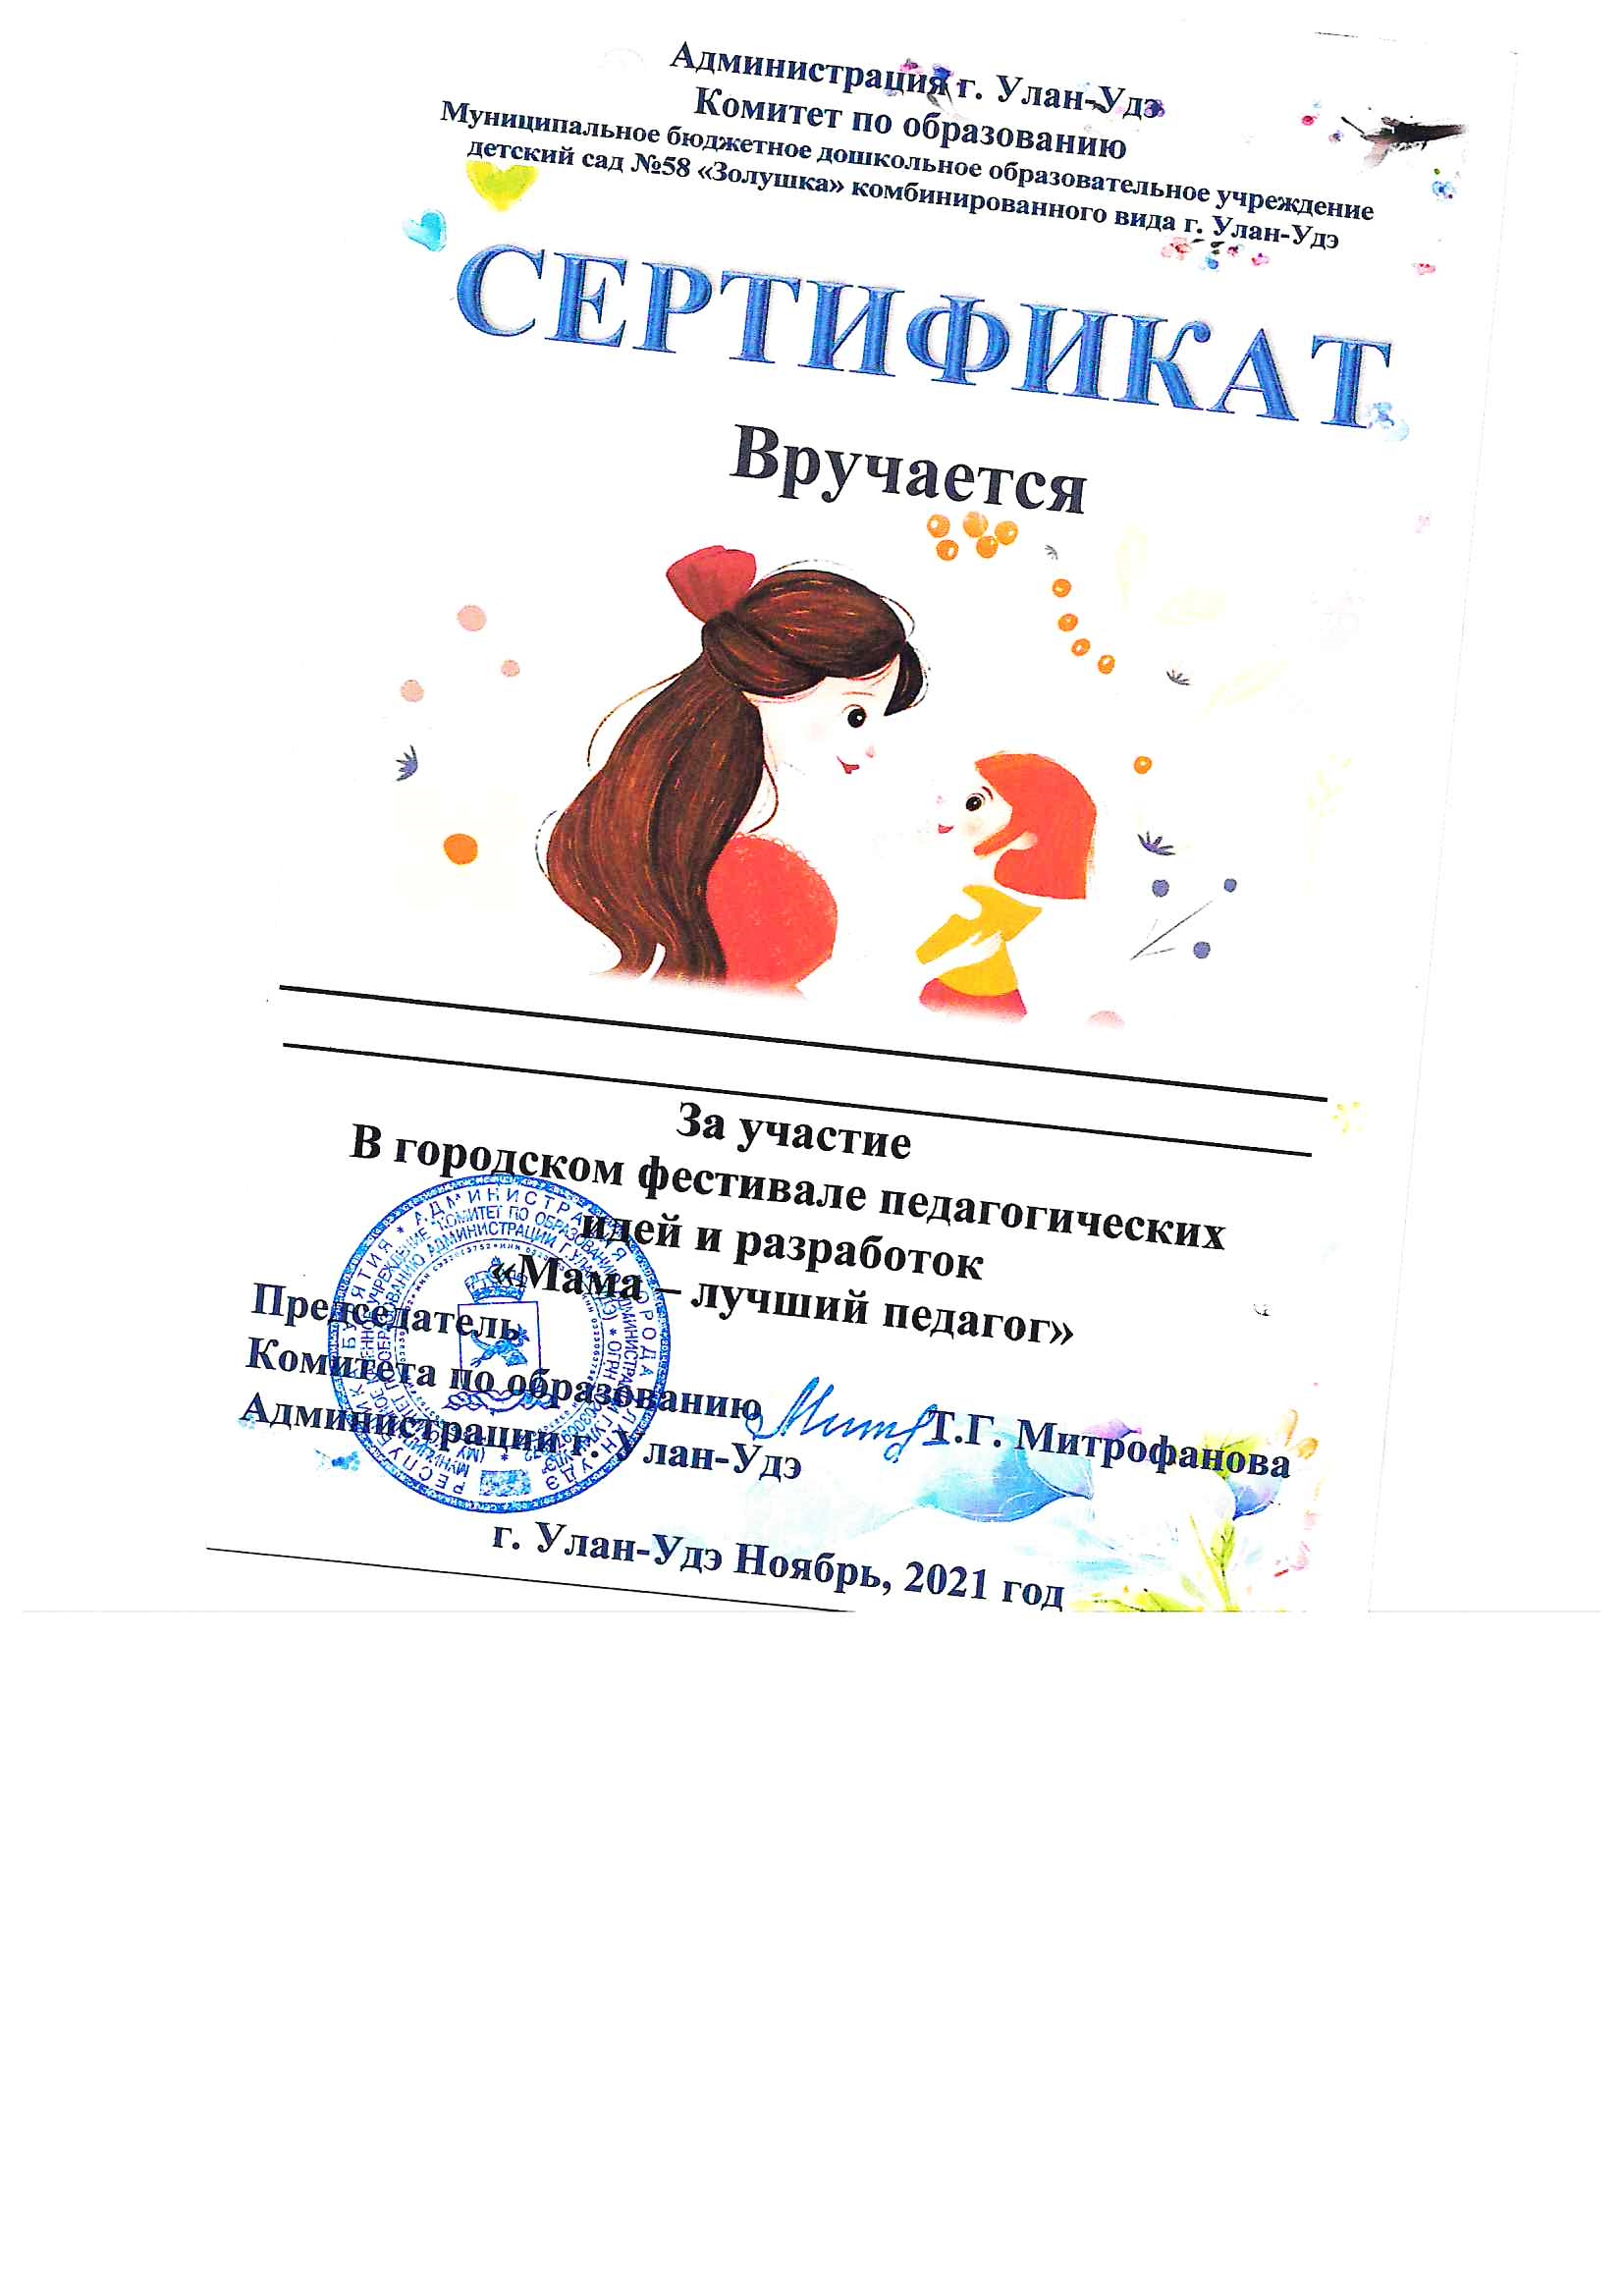 Администрация г. Улан-Удэ
Комитет по образованию
Муниципальное бюджетное дошкольное образовательное учреждение
детский сад №58 «Золушка» комбинированного вида г. Улан-Удэ
СЕРТИФИКАТ
Вручается
За участие
В городском фестивале педагогических
идей и разработок
«Мама – лучший педагог»
Председатель
Комитета по образованию
Администрации г. Улан-Удэ
Т.Г. Митрофанова
г. Улан-Удэ Ноябрь, 2021 год